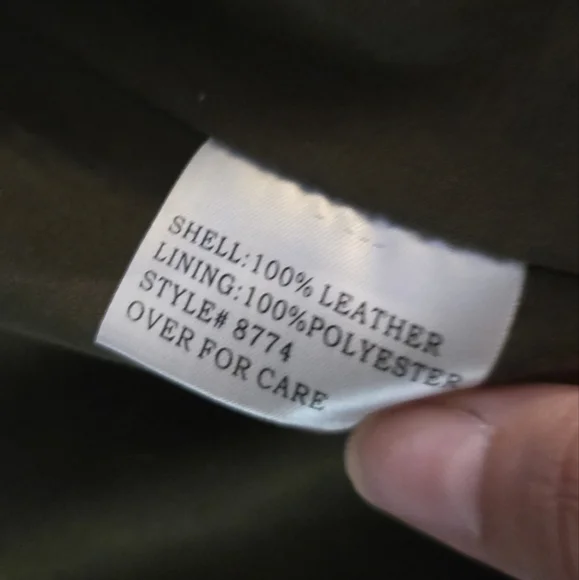 SHELL:100% LEATHER
LINING:100%POLYESTER
STYLE# 8774
OVER FOR CARE